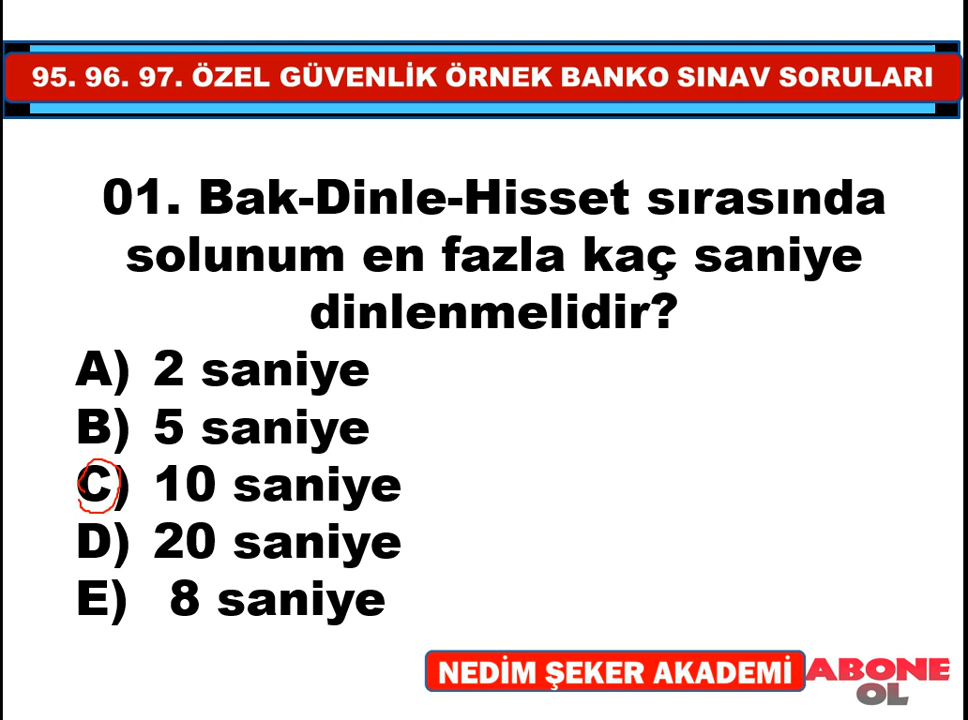 95. 96. 97. ÖZEL GÜVENLİK ÖRNEK BANKO SINAV SORULARI
01. Bak-Dinle-Hisset sırasında
solunum en fazla kaç saniye
dinlenmelidir?
A) 2 saniye
B) 5 saniye
C) 10 saniye
D) 20 saniye
E) 8 saniye
NEDİM ŞEKER AKADEMİ
ABONE
OL